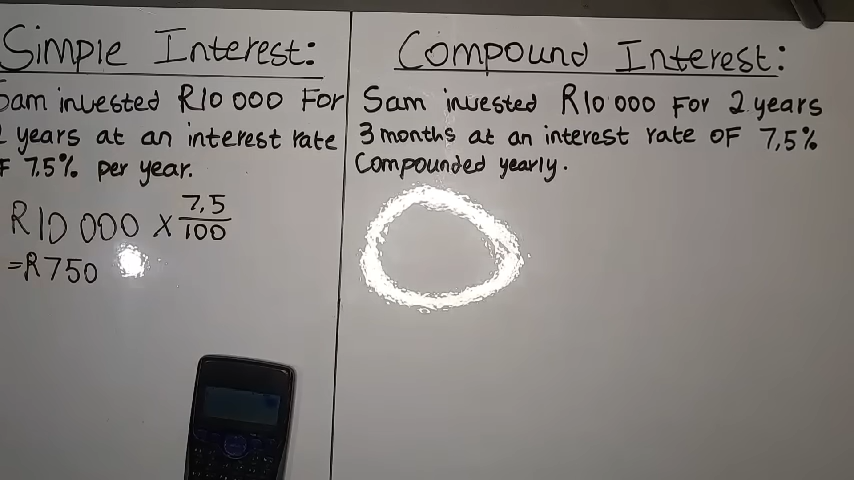 Simple Interest:
Sam invested R10 000 For
years at an interest rate
F 7.5% per year.
R10 000 x 7,5/100
=R750
Compound Interest:
Sam invested R10 000 For 2 years
3 months at an interest rate OF 7,5%
Compounded yearly.